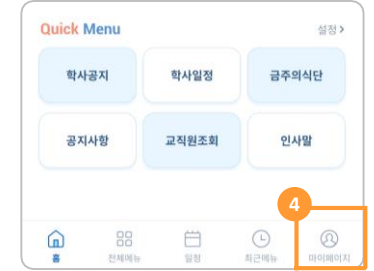 Quick Menu 설정 >
학사공지 학사일정 금주의식단
공지사항 교직원조회 인사말
4
홈 전체메뉴 일정 최근메뉴 마이페이지